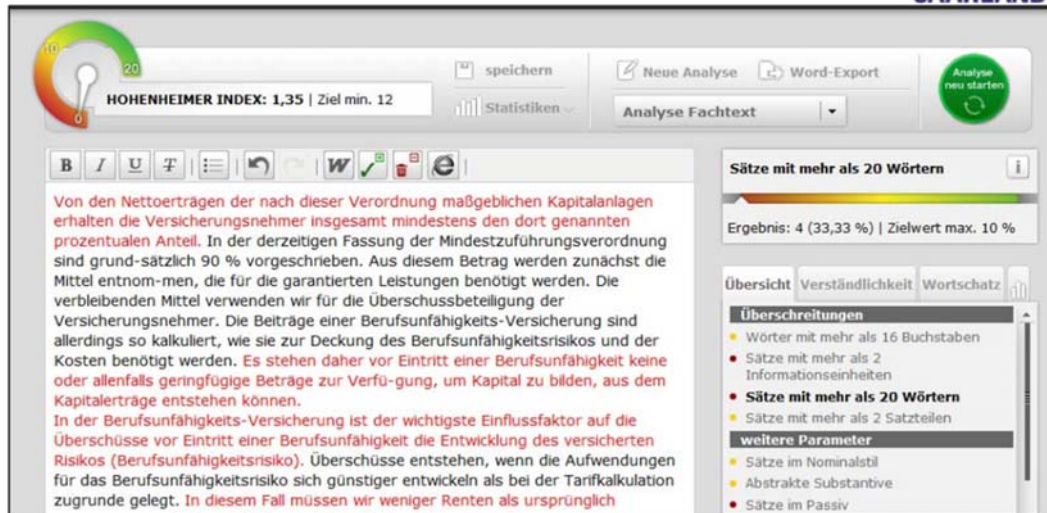 10
20
0
HOHENHEIMER INDEX: 1,35 | Ziel min. 12
speichern
Statistiken
Neue Analyse
Word-Export
Analyse Fachtext
Analyse
neu starten
B I U T W e
Von den Nettoerträgen der nach dieser Verordnung maßgeblichen Kapitalanlagen
erhalten die Versicherungsnehmer insgesamt mindestens den dort genannten
prozentualen Anteil. In der derzeitigen Fassung der Mindestzuführungsverordnung
sind grund-sätzlich 90 % vorgeschrieben. Aus diesem Betrag werden zunächst die
Mittel entnom-men, die für die garantierten Leistungen benötigt werden. Die
verbleibenden Mittel verwenden wir für die Überschussbeteiligung der
Versicherungsnehmer. Die Beiträge einer Berufsunfähigkeits-Versicherung sind
allerdings so kalkuliert, wie sie zur Deckung des Berufsunfähigkeitsrisikos und der
Kosten benötigt werden. Es stehen daher vor Eintritt einer Berufsunfähigkeit keine
oder allenfalls geringfügige Beträge zur Verfü-gung, um Kapital zu bilden, aus dem
Kapitalerträge entstehen können.
In der Berufsunfähigkeits-Versicherung ist der wichtigste Einflussfaktor auf die
Überschüsse vor Eintritt einer Berufsunfähigkeit die Entwicklung des versicherten
Risikos (Berufsunfähigkeitsrisiko). Überschüsse entstehen, wenn die Aufwendungen
für das Berufsunfähigkeitsrisiko sich günstiger entwickeln als bei der Tarifkalkulation
zugrunde gelegt. In diesem Fall müssen wir weniger Renten als ursprünglich
Sätze mit mehr als 20 Wörtern
i
Ergebnis: 4 (33,33 %) | Zielwert max. 10 %
Übersicht Verständlichkeit Wortschatz
Überschreitungen
Wörter mit mehr als 16 Buchstaben
Sätze mit mehr als 2
Informationseinheiten
Sätze mit mehr als 20 Wörtern
Sätze mit mehr als 2 Satzteilen
weitere Parameter
Sätze im Nominalstil
Abstrakte Substantive
Sätze im Passiv